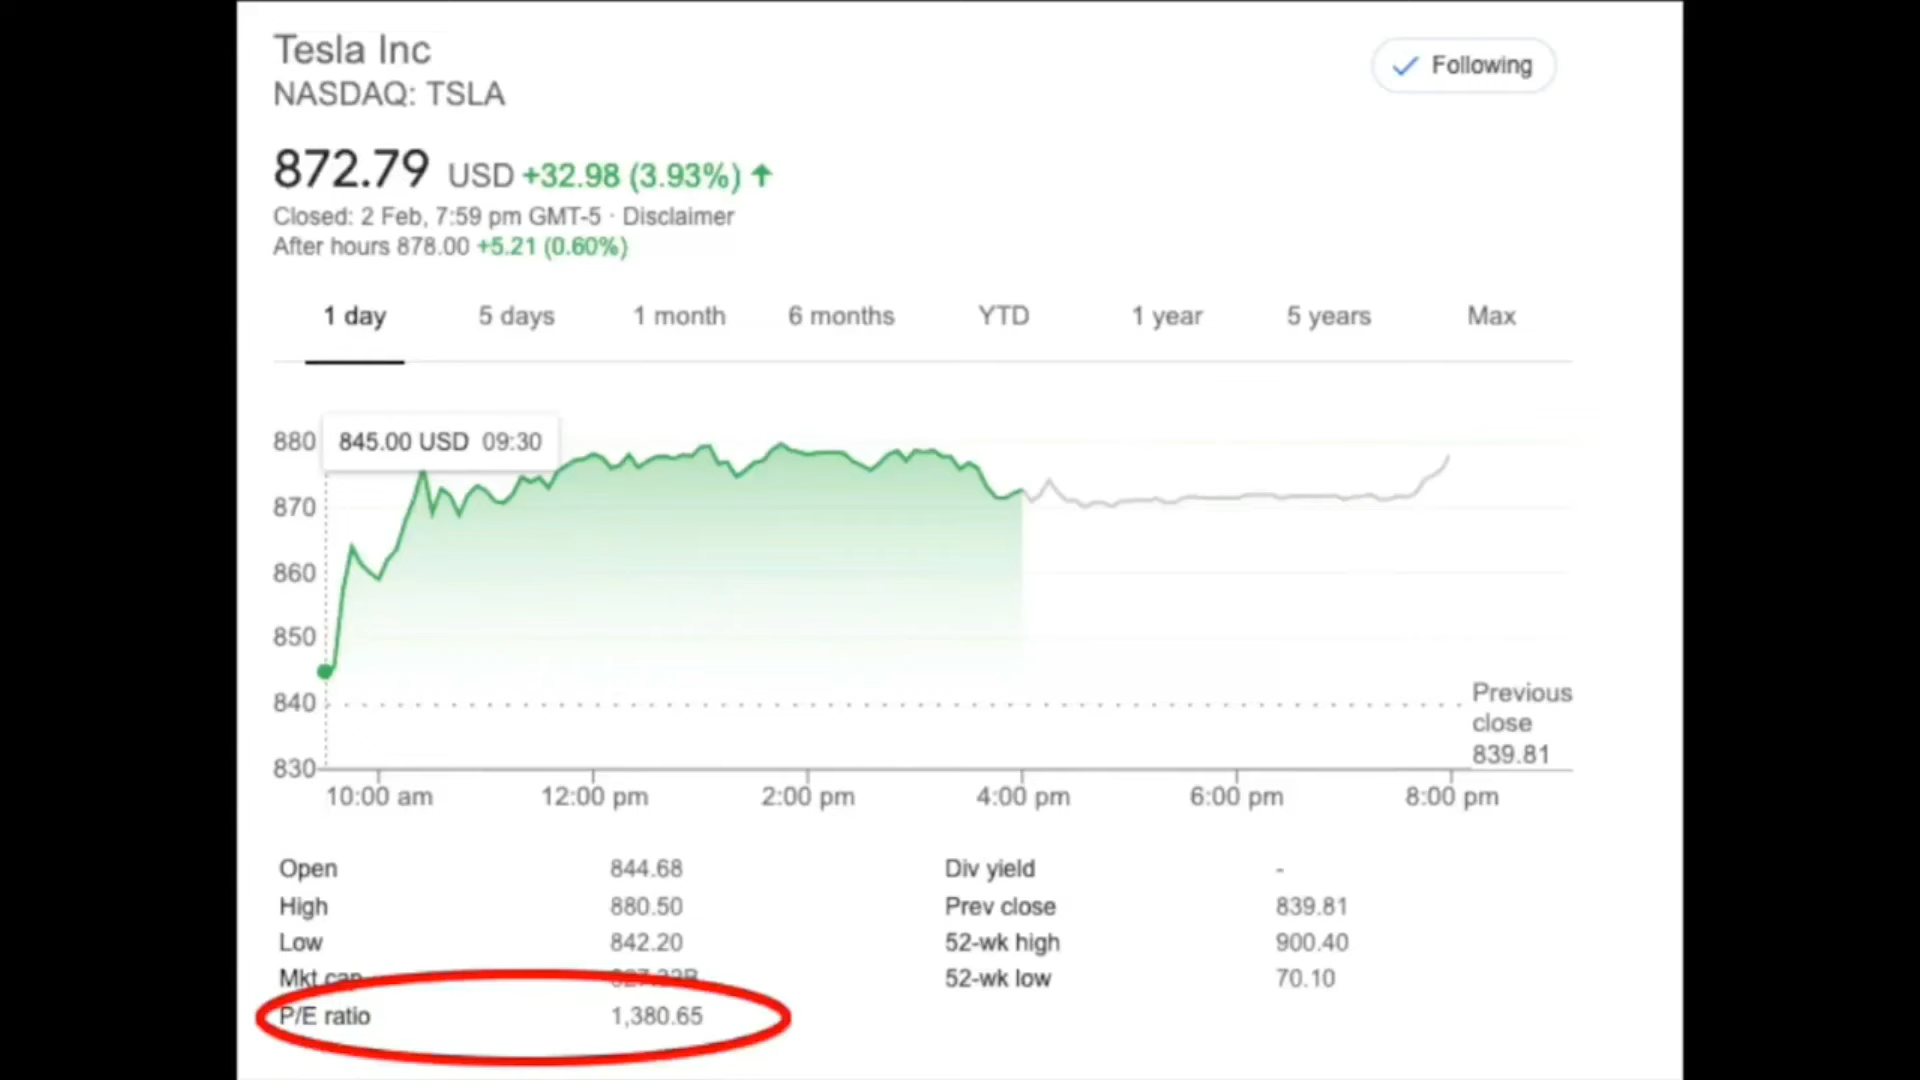 Tesla Inc
Following
NASDAQ: TSLA
872.79 USD +32.98 (3.93%)
Closed: 2 Feb, 7:59 pm GMT-5 · Disclaimer
After hours 878.00 +5.21 (0.60%)
1 day 5 days 1 month 6 months YTD 1 year 5 years Max
880 845.00 USD 09:30
870
860
850
840
830
Previous
close
839.81
10:00 am 12:00 pm 2:00 pm 4:00 pm 6:00 pm 8:00 pm
Open 844.68 Div yield -
High 880.50 Prev close 839.81
Low 842.20 52-wk high 900.40
Mkt cap 52-wk low 70.10
P/E ratio 1,380.65